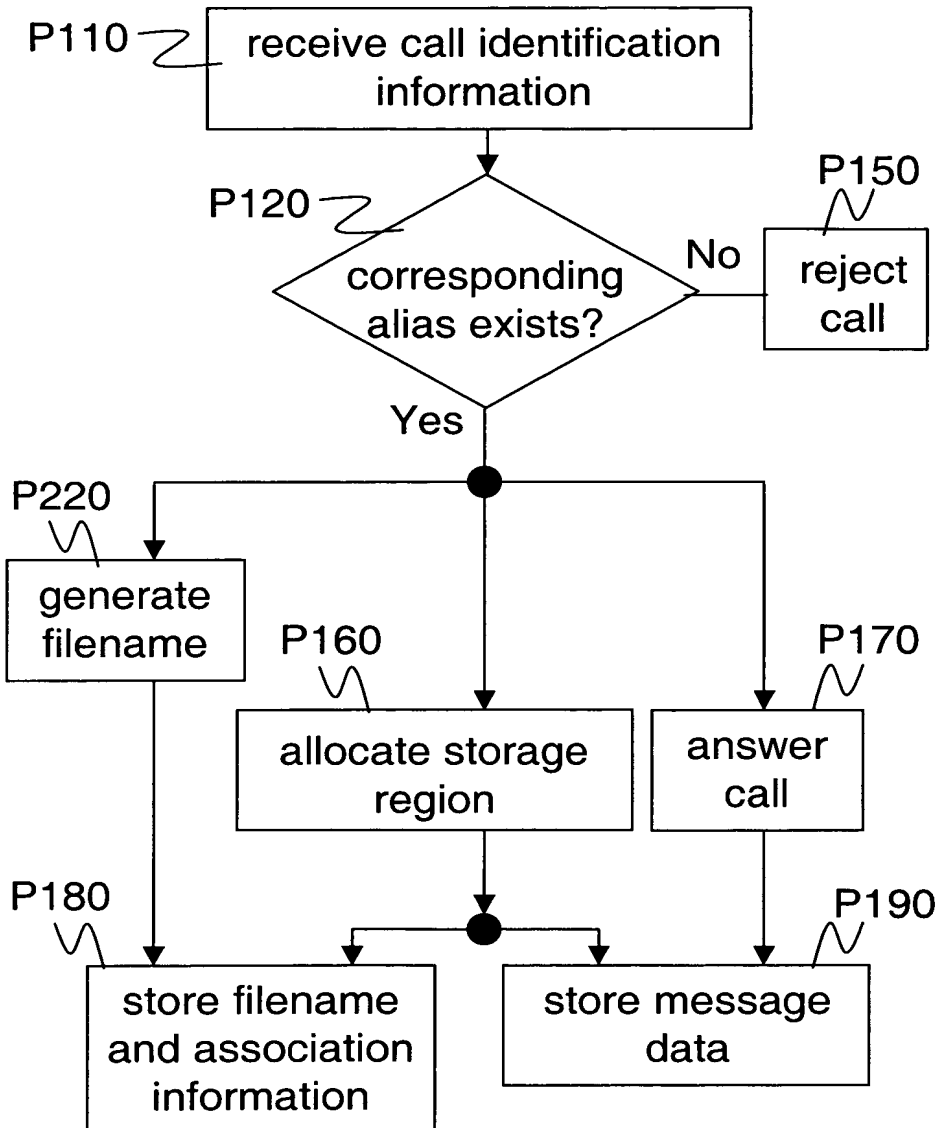 P110
receive call identification
information
P120
corresponding
alias exists?
No
P150
reject
call
Yes
P220
generate
filename
P160
allocate storage
region
P170
answer
call
P180
store filename
and association
information
P190
store message
data